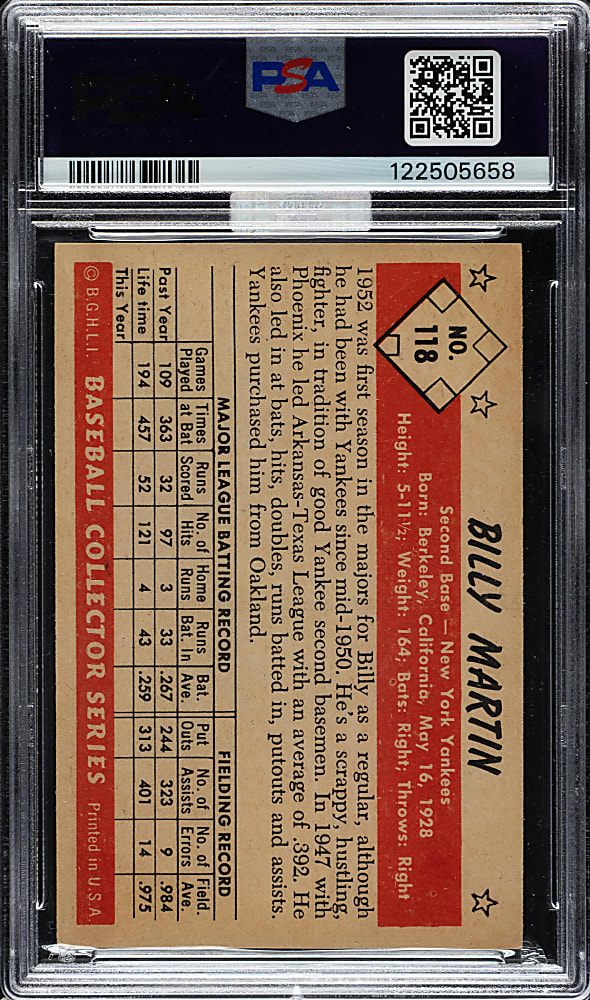 PSA
122505658
NO.
118
BILLY MARTIN
Second Base — New York Yankees
Born: Berkeley, California, May 16, 1928
Height: 5-11½; Weight: 164; Bats: Right; Throws: Right
1952 was first season in the majors for Billy as a regular, although
he had been with Yankees since mid-1950. He's a scrappy, hustling,
fighter, in tradition of good Yankee second basemen. In 1947 with
Phoenix he led Arkansas-Texas League with an average of .392. He
also led in at bats, hits, doubles, runs batted in, putouts and assists.
Yankees purchased him from Oakland.
MAJOR LEAGUE BATTING RECORD FIELDING RECORD
Games Times Runs No. of Home Runs Bat. Put No. of No. of Field.
Played at Bat Scored Hits Runs Bat. In Ave. Outs Assists Errors Ave.
Past Year 109 363 32 97 3 33 .267 244 323 9 .984
Life time 194 457 52 121 4 43 .259 313 401 14 .975
This Year
© B.G.H.L.I. BASEBALL COLLECTOR SERIES Printed in U.S.A.